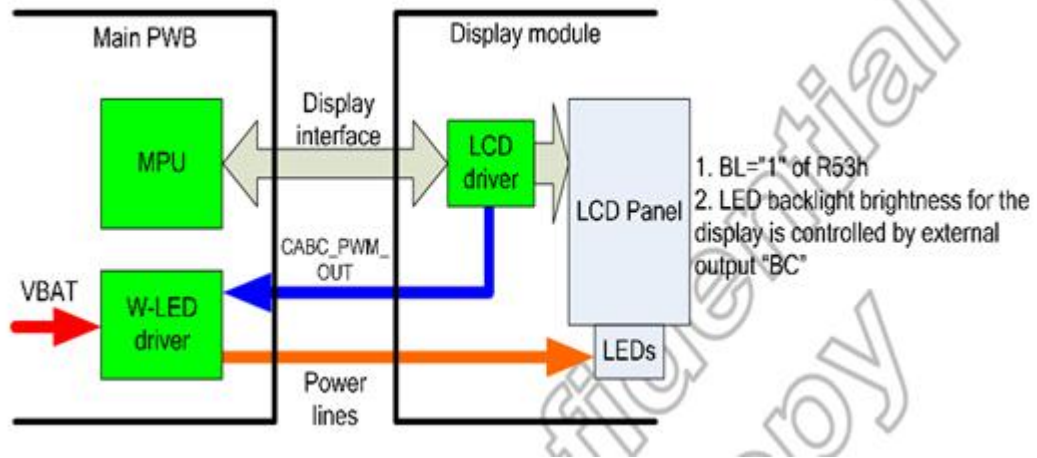 Main PWB
Display module
Display
interface
MPU
LCD
driver
LCD Panel
1. BL="1" of R53h
2. LED backlight brightness for the
display is controlled by external
output "BC"
CABC_PWM_
OUT
VBAT
W-LED
driver
LEDs
Power
lines